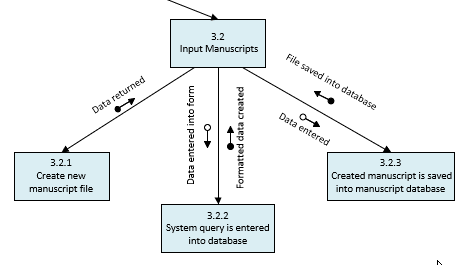 3.2
Input Manuscripts
Data returned
Data entered into form
Formatted data created
File saved into database
Data entered
3.2.1
Create new
manuscript file
3.2.2
System query is entered
into database
3.2.3
Created manuscript is saved
into manuscript database